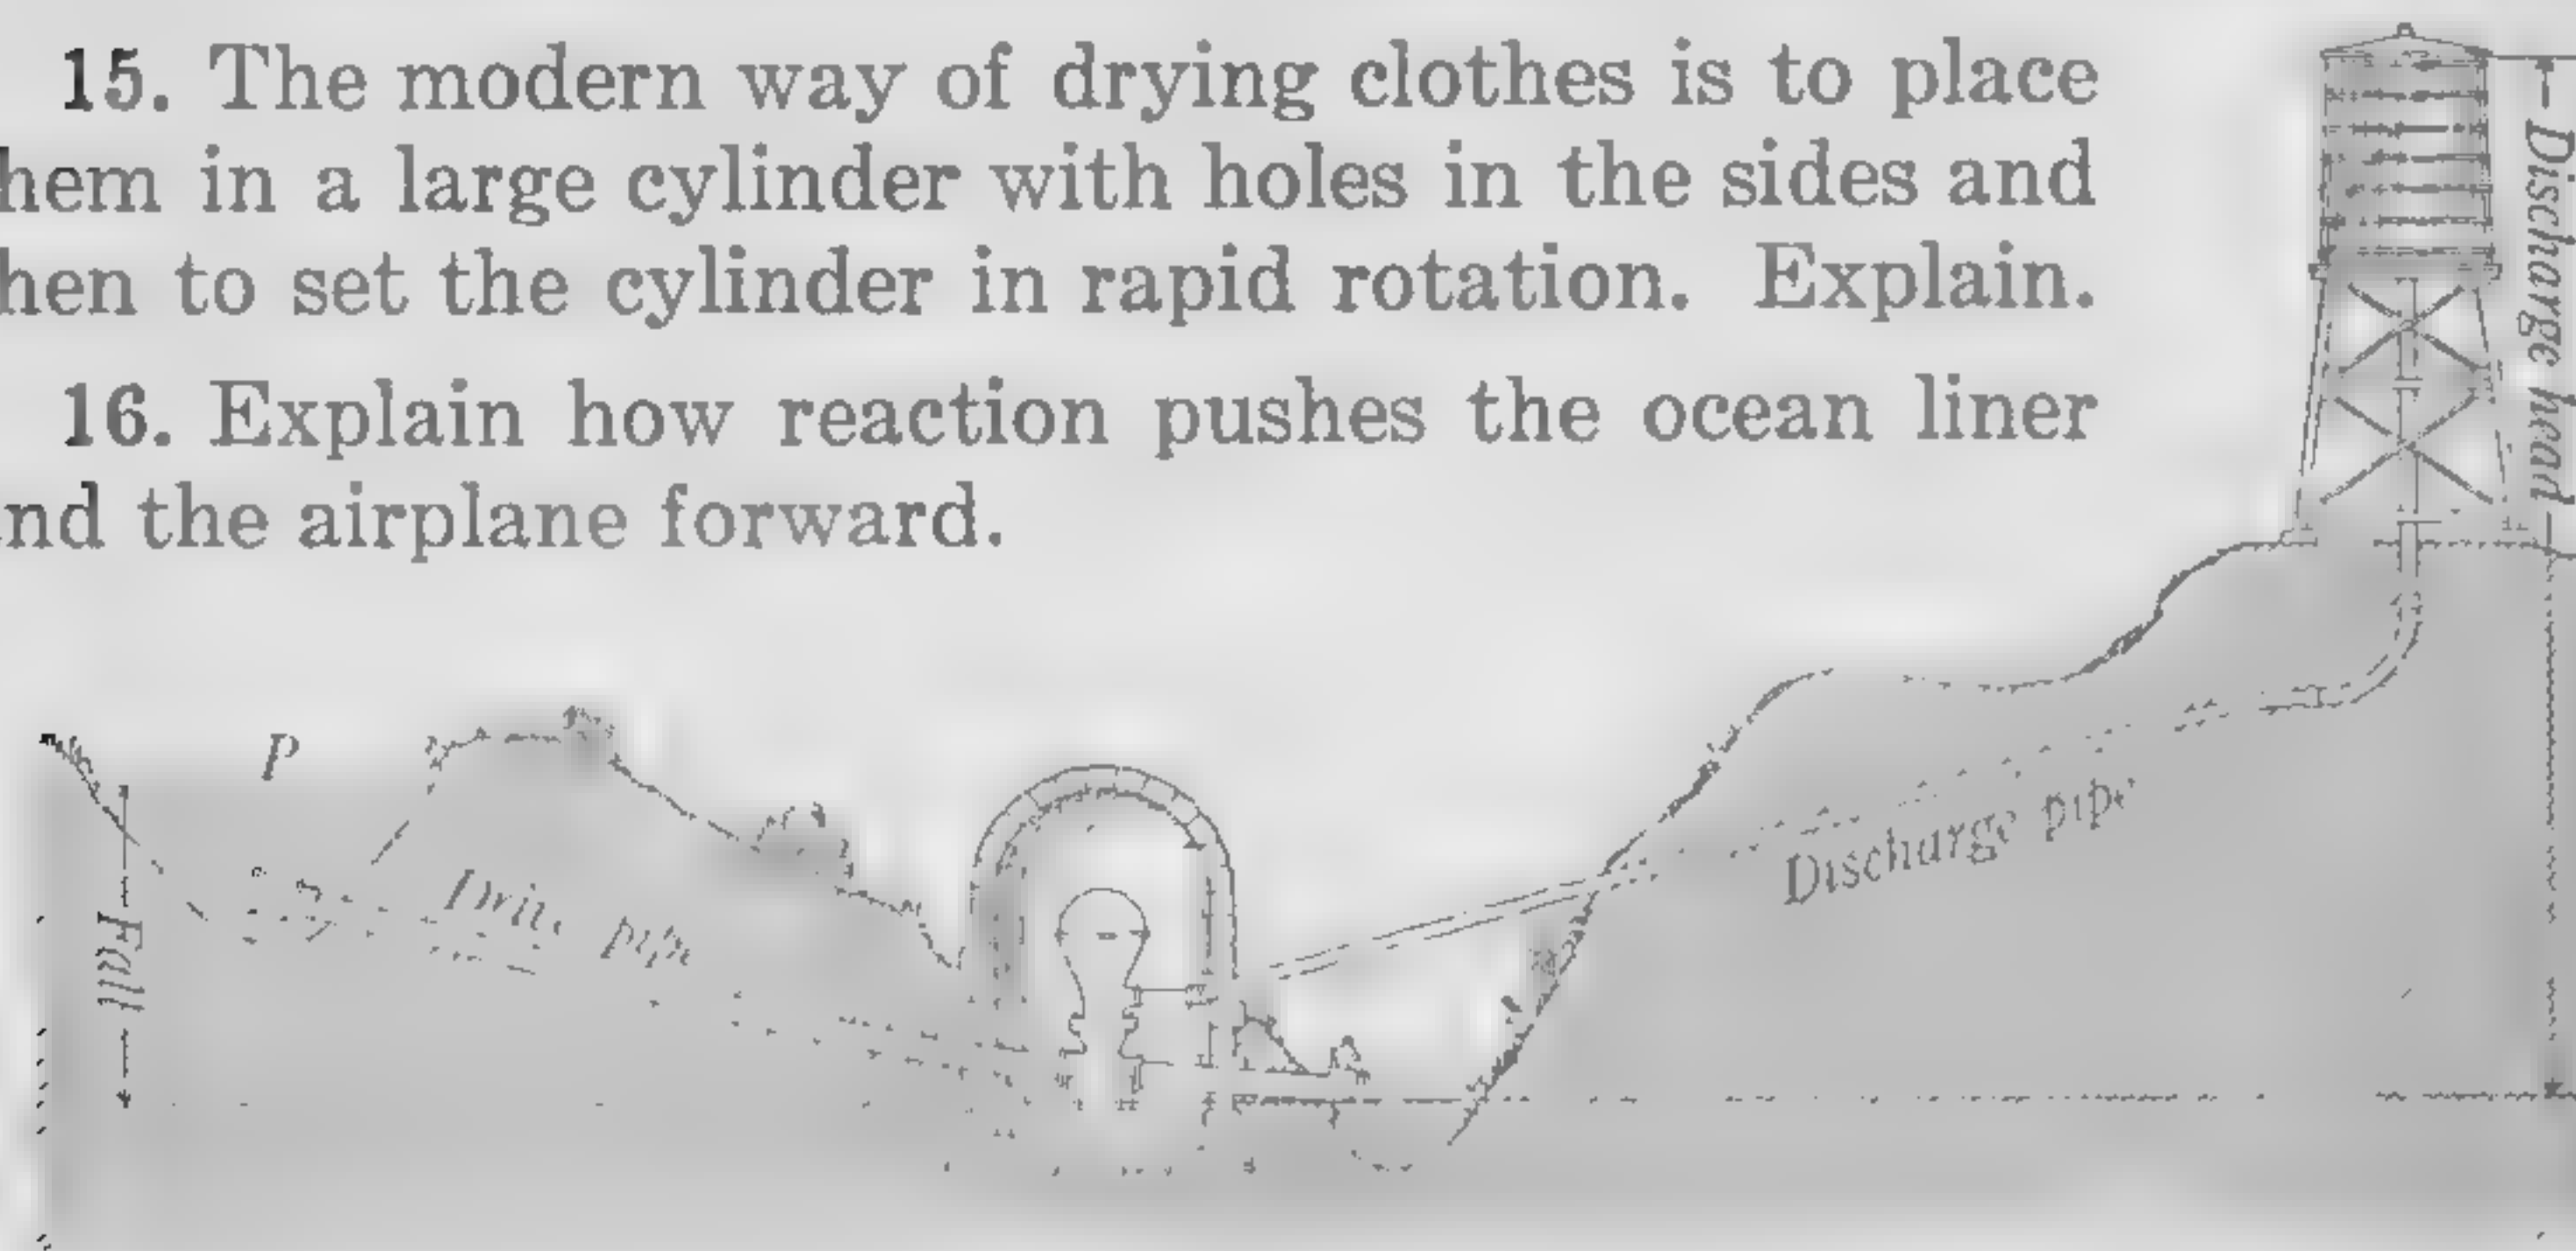 15. The modern way of drying clothes is to place
hem in a large cylinder with holes in the sides and
hen to set the cylinder in rapid rotation. Explain.
16. Explain how reaction pushes the ocean liner
nd the airplane forward.
Discharge head
P
Fall
Discharge pipe